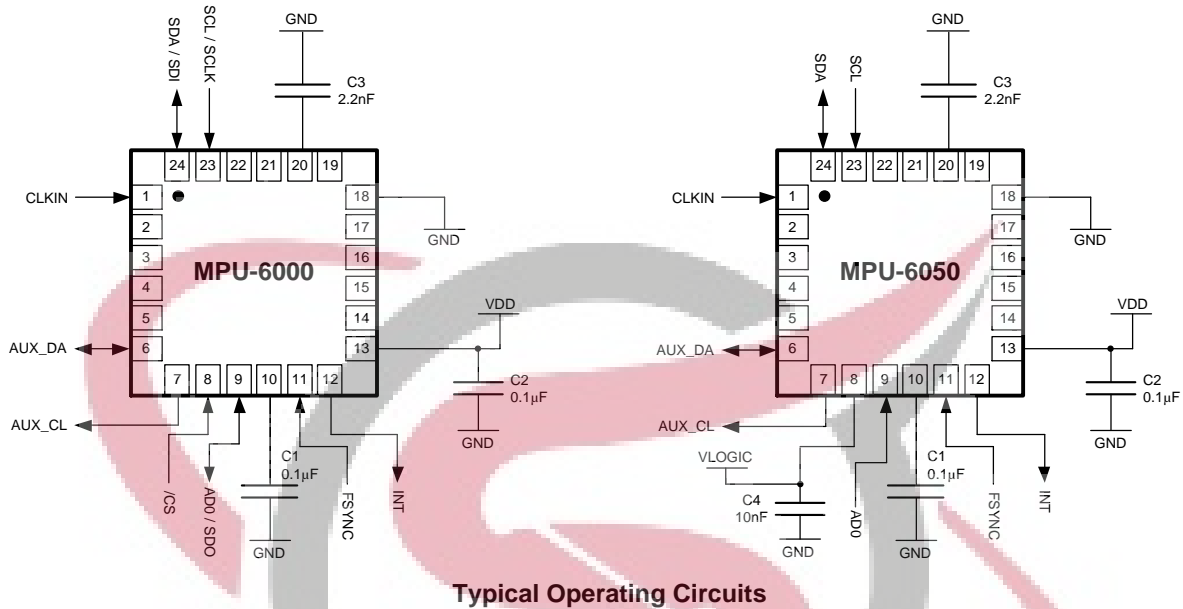 GND
GND
SDA / SDI
SCL / SCLK
C3
2.2nF
SDA
SCL
C3
2.2nF
24 23 22 21 20 19
24 23 22 21 20 19
CLKIN
1
18
GND
CLKIN
1
18
GND
2
17
2
17
3
16
3
16
MPU-6000
MPU-6050
4
15
4
15
5
14
5
14
VDD
VDD
AUX_DA
6
13
AUX_DA
6
13
7 8 9 10 11 12
7 8 9 10 11 12
C2
0.1µF
GND
C2
0.1µF
GND
AUX_CL
AUX_CL
/CS
AD0 / SDO
C1
0.1µF
GND
FSYNC
INT
VLOGIC
C4
10nF
GND
AD0
C1
0.1µF
GND
FSYNC
INT
Typical Operating Circuits